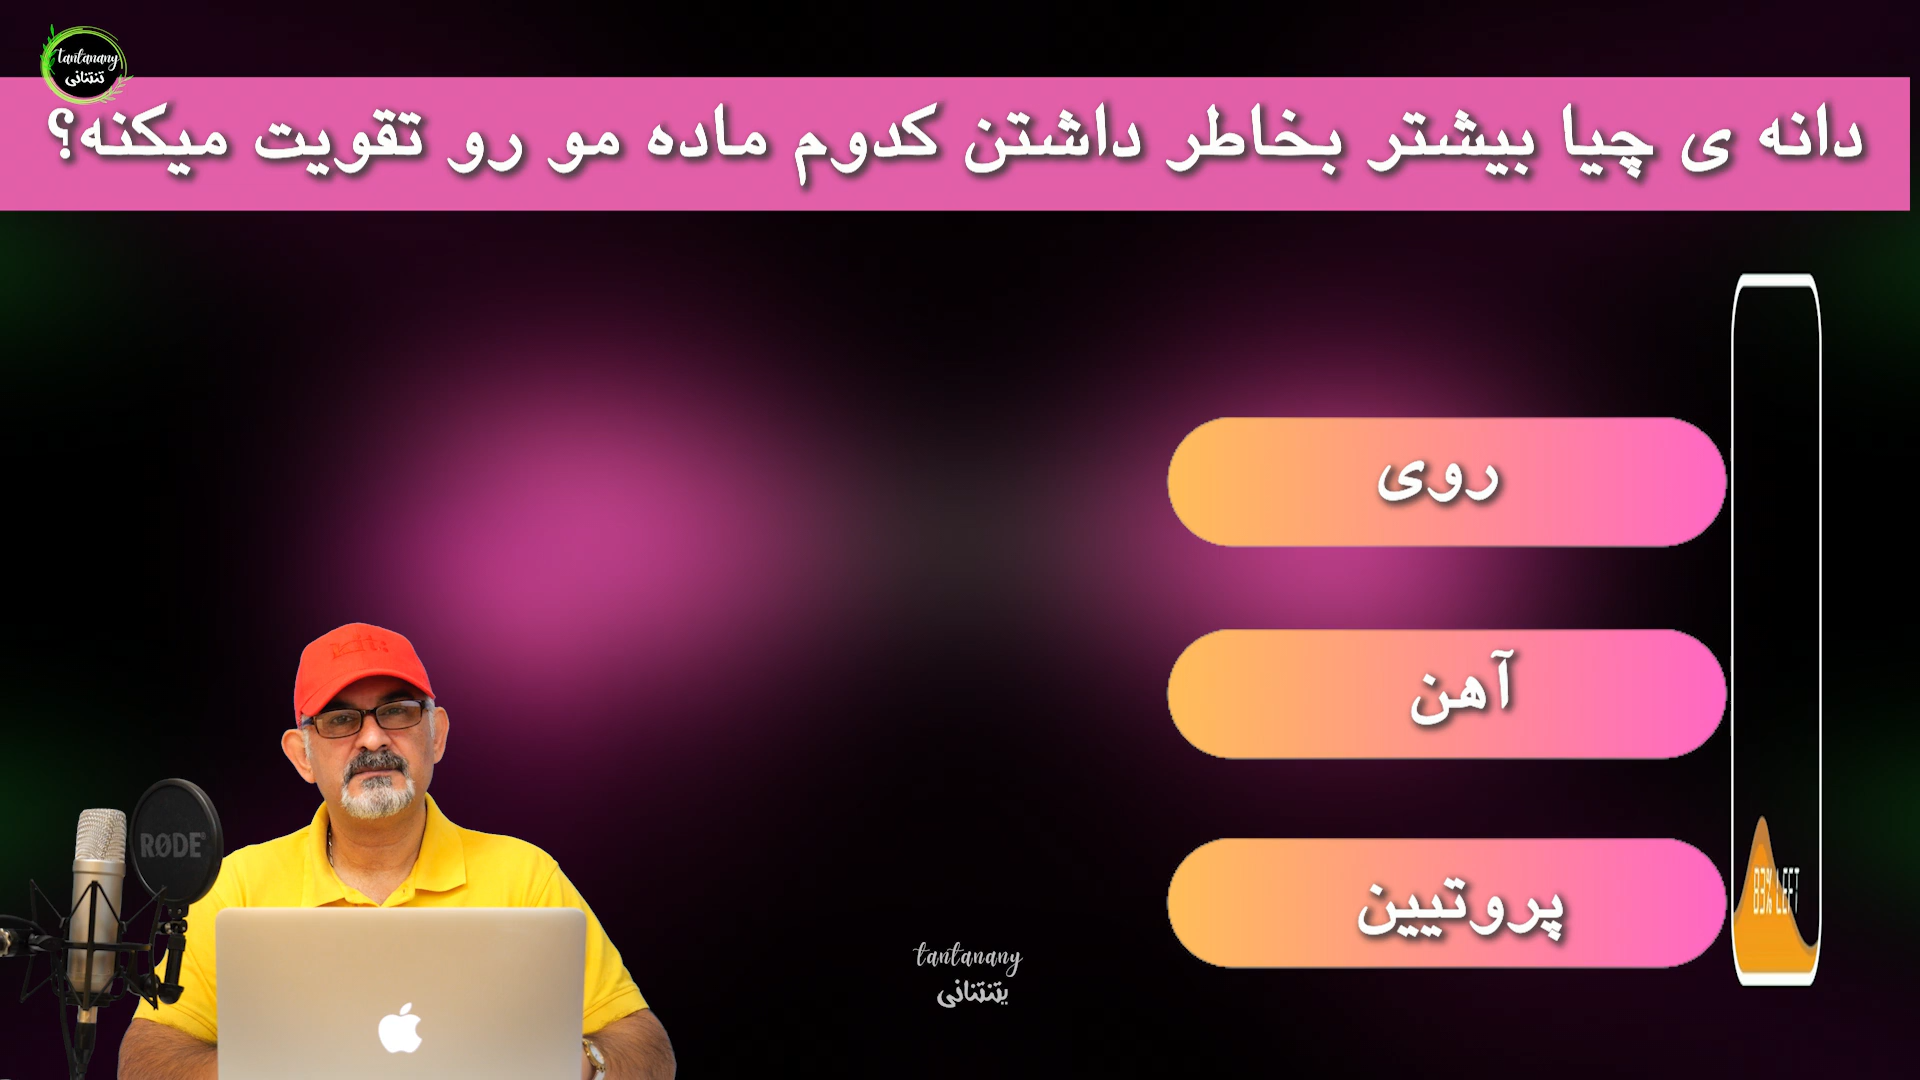 tantanany
تنتنانی
دانه ی چیا بیشتر بخاطر داشتن کدوم ماده مو رو تقویت میکنه؟
روی
آهن
پروتیین
83% LEFT
RØDE
tantanany
تنتنانی